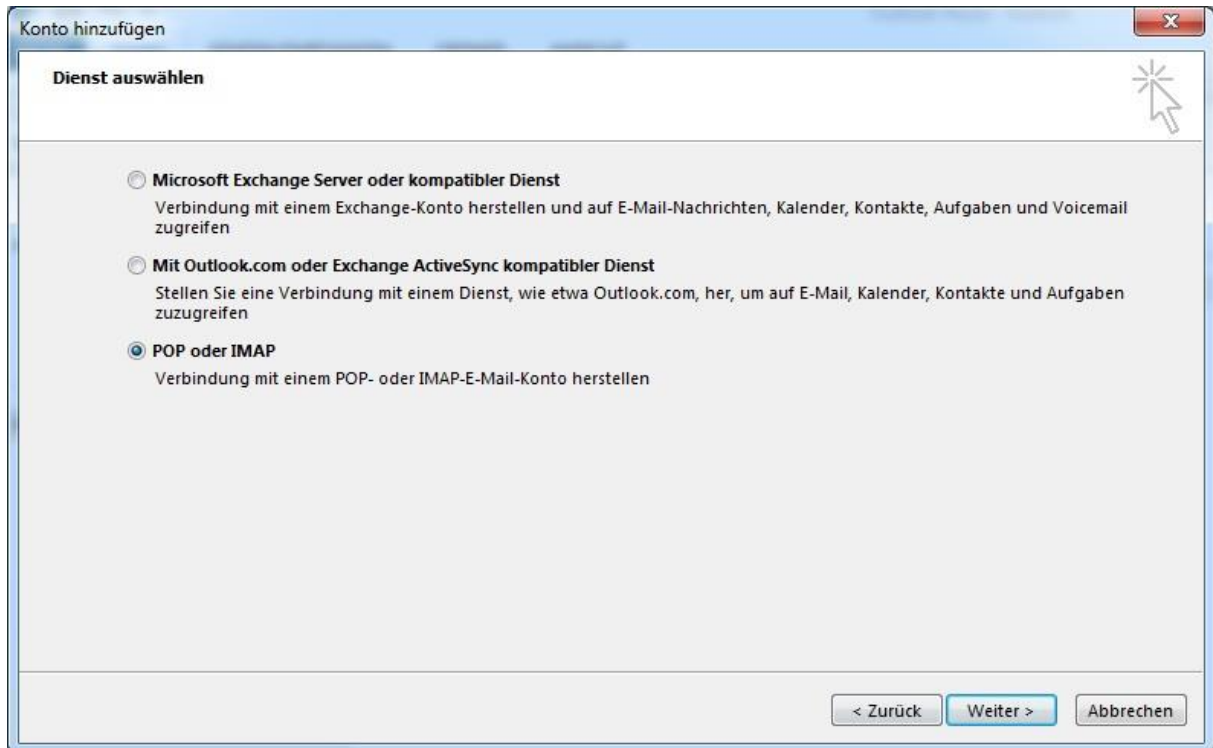 Konto hinzufügen
Dienst auswählen
Microsoft Exchange Server oder kompatibler Dienst
Verbindung mit einem Exchange-Konto herstellen und auf E-Mail-Nachrichten, Kalender, Kontakte, Aufgaben und Voicemail
zugreifen
Mit Outlook.com oder Exchange ActiveSync kompatibler Dienst
Stellen Sie eine Verbindung mit einem Dienst, wie etwa Outlook.com, her, um auf E-Mail, Kalender, Kontakte und Aufgaben
zuzugreifen
POP oder IMAP
Verbindung mit einem POP- oder IMAP-E-Mail-Konto herstellen
< Zurück Weiter > Abbrechen